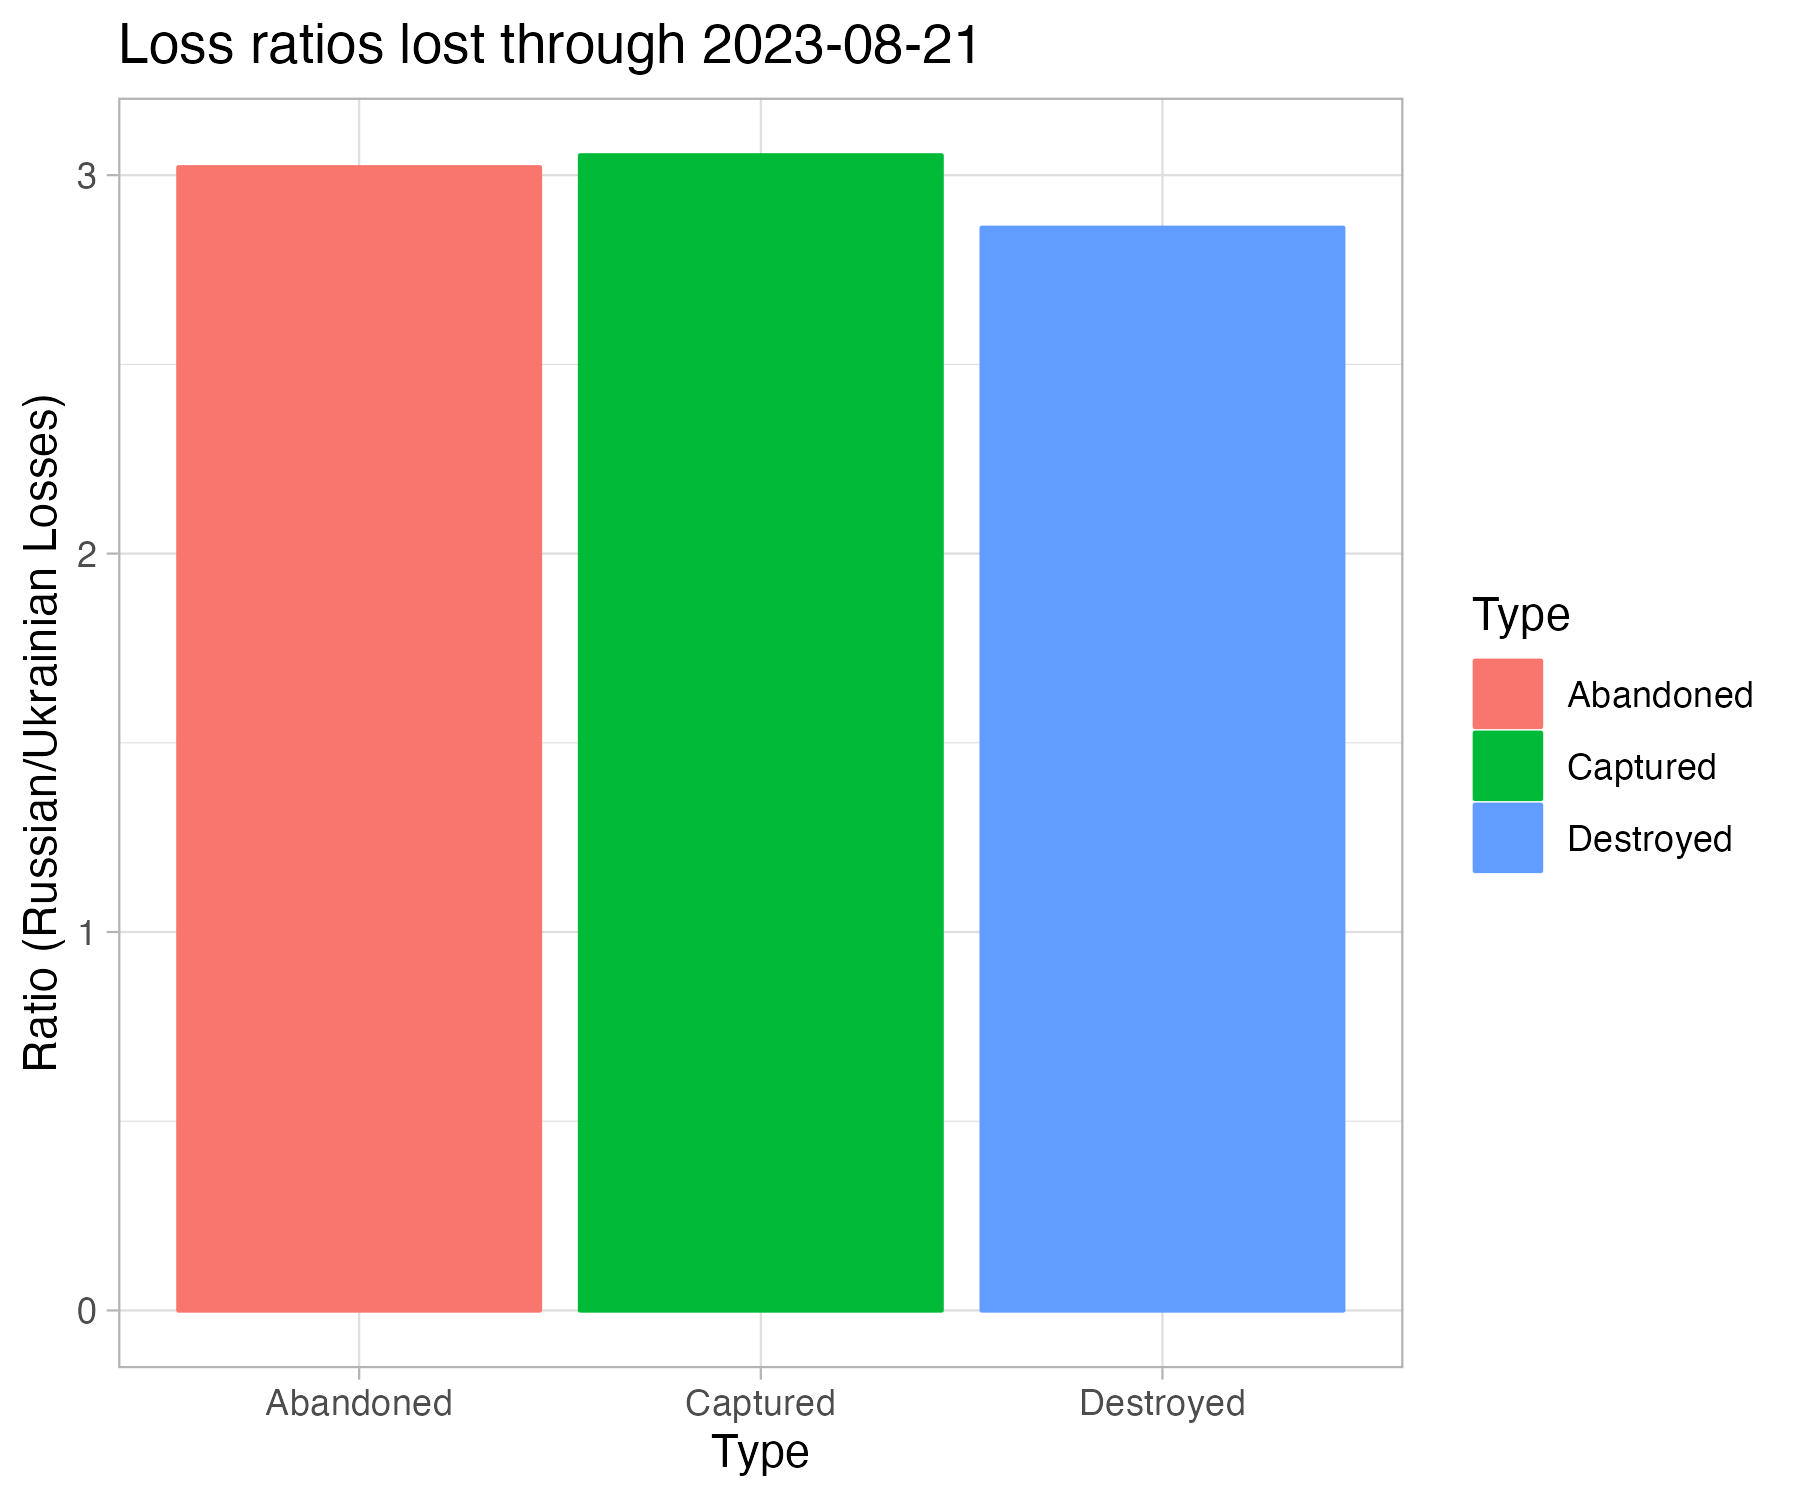 Loss ratios lost through 2023-08-21
Ratio (Russian/Ukrainian Losses)
3
2
1
0
Abandoned
Captured
Destroyed
Type
Type
Abandoned
Captured
Destroyed